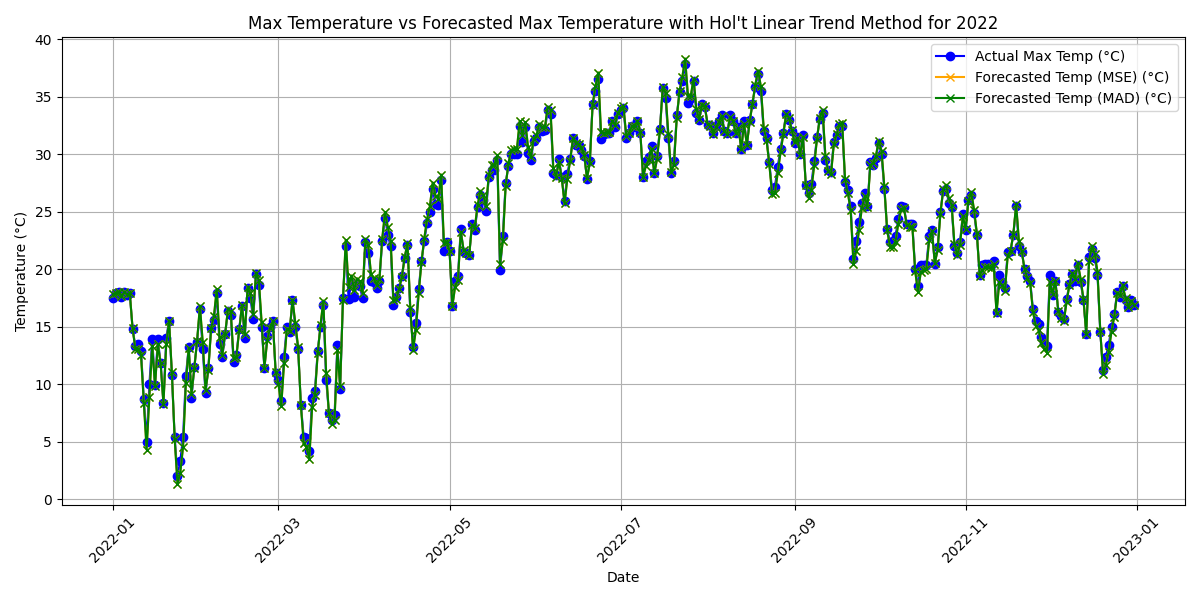 Max Temperature vs Forecasted Max Temperature with Hol't Linear Trend Method for 2022
Actual Max Temp (°C)
Forecasted Temp (MSE) (°C)
Forecasted Temp (MAD) (°C)
Temperature (°C)
40
35
30
25
20
15
10
5
0
2022-01
2022-03
2022-05
2022-07
2022-09
2022-11
2023-01
Date